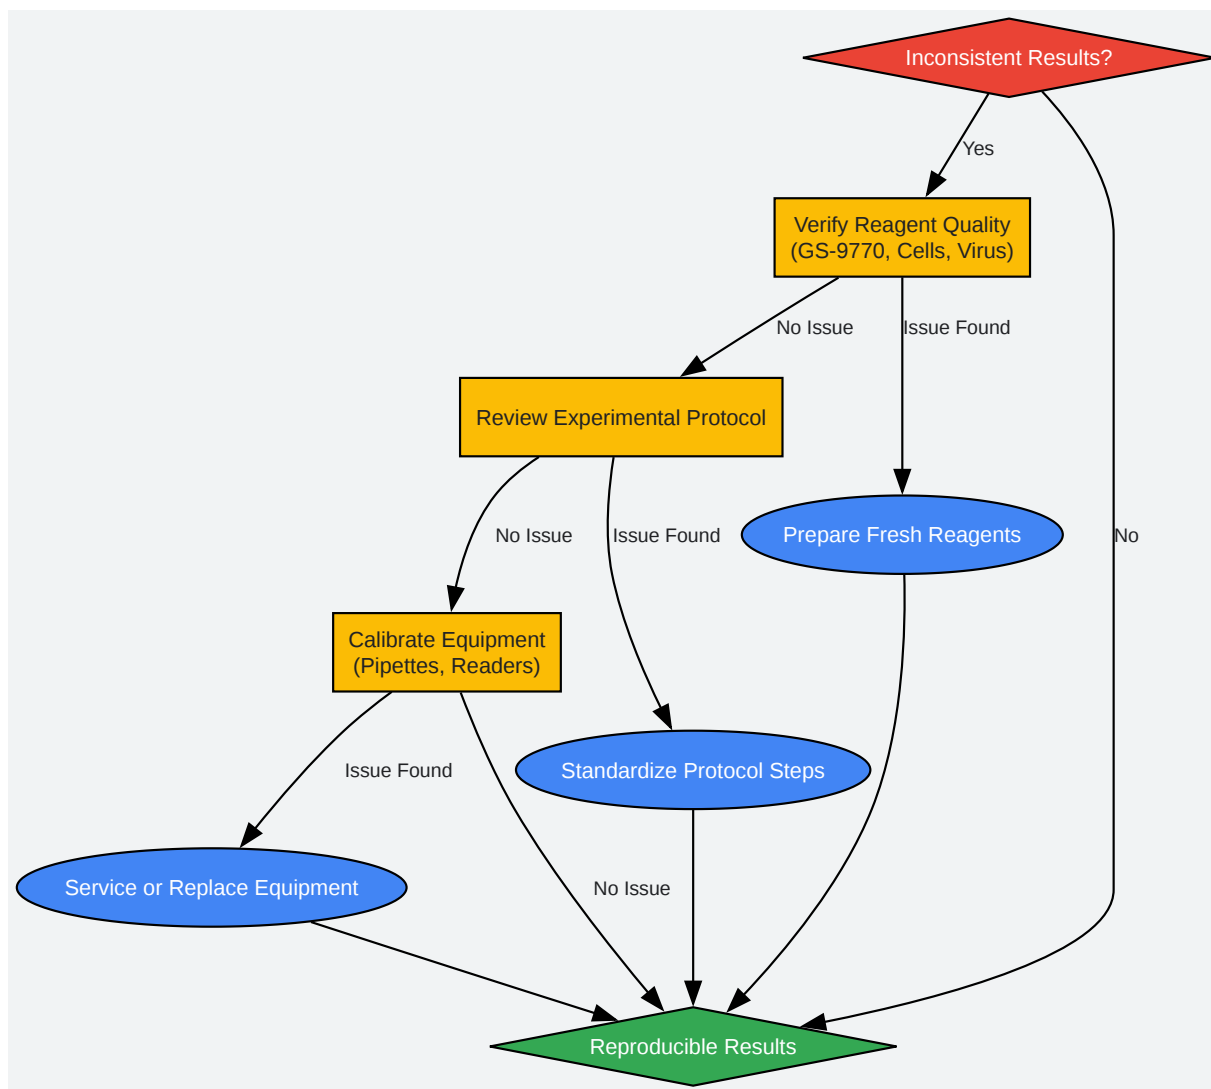 Inconsistent Results?
Yes
Verify Reagent Quality
(GS-9770, Cells, Virus)
No Issue
Issue Found
Review Experimental Protocol
No Issue
Issue Found
Prepare Fresh Reagents
No
Calibrate Equipment
(Pipettes, Readers)
Issue Found
Standardize Protocol Steps
Service or Replace Equipment
No Issue
Reproducible Results